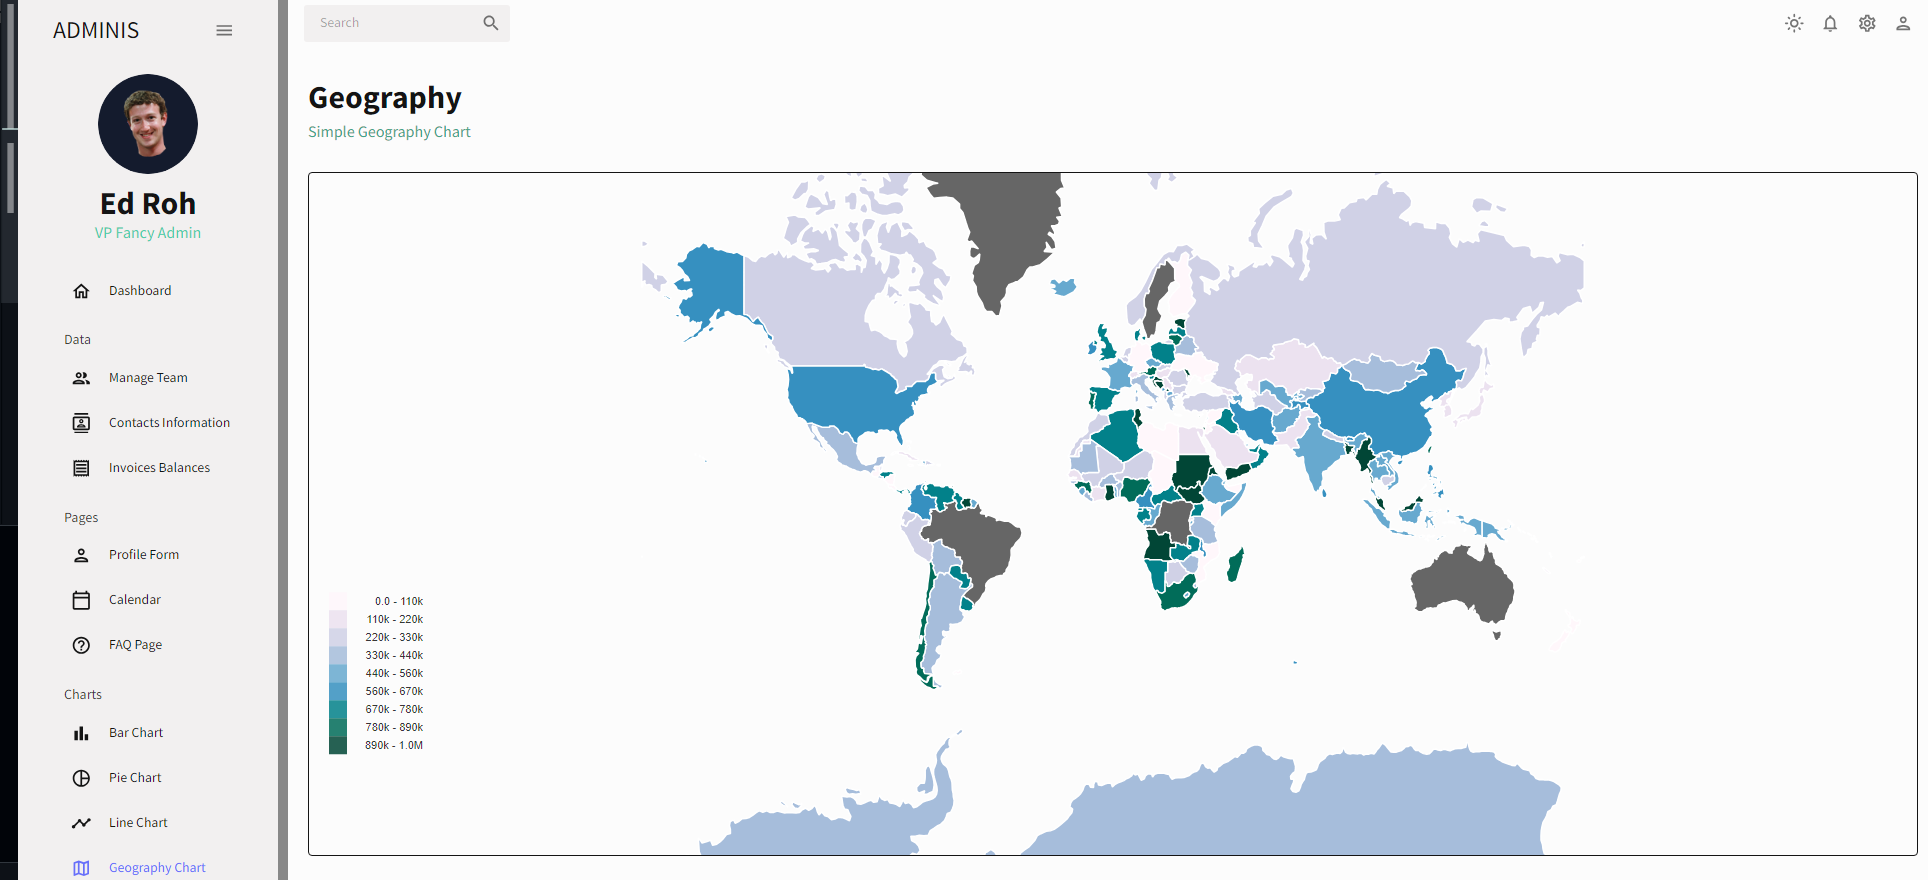 ADMINIS
Search
Ed Roh
VP Fancy Admin
Dashboard
Data
Manage Team
Contacts Information
Invoices Balances
Pages
Profile Form
Calendar
FAQ Page
Charts
Bar Chart
Pie Chart
Line Chart
Geography Chart
Geography
Simple Geography Chart
0.0 - 110k
110k - 220k
220k - 330k
330k - 440k
440k - 560k
560k - 670k
670k - 780k
780k - 890k
890k - 1.0M